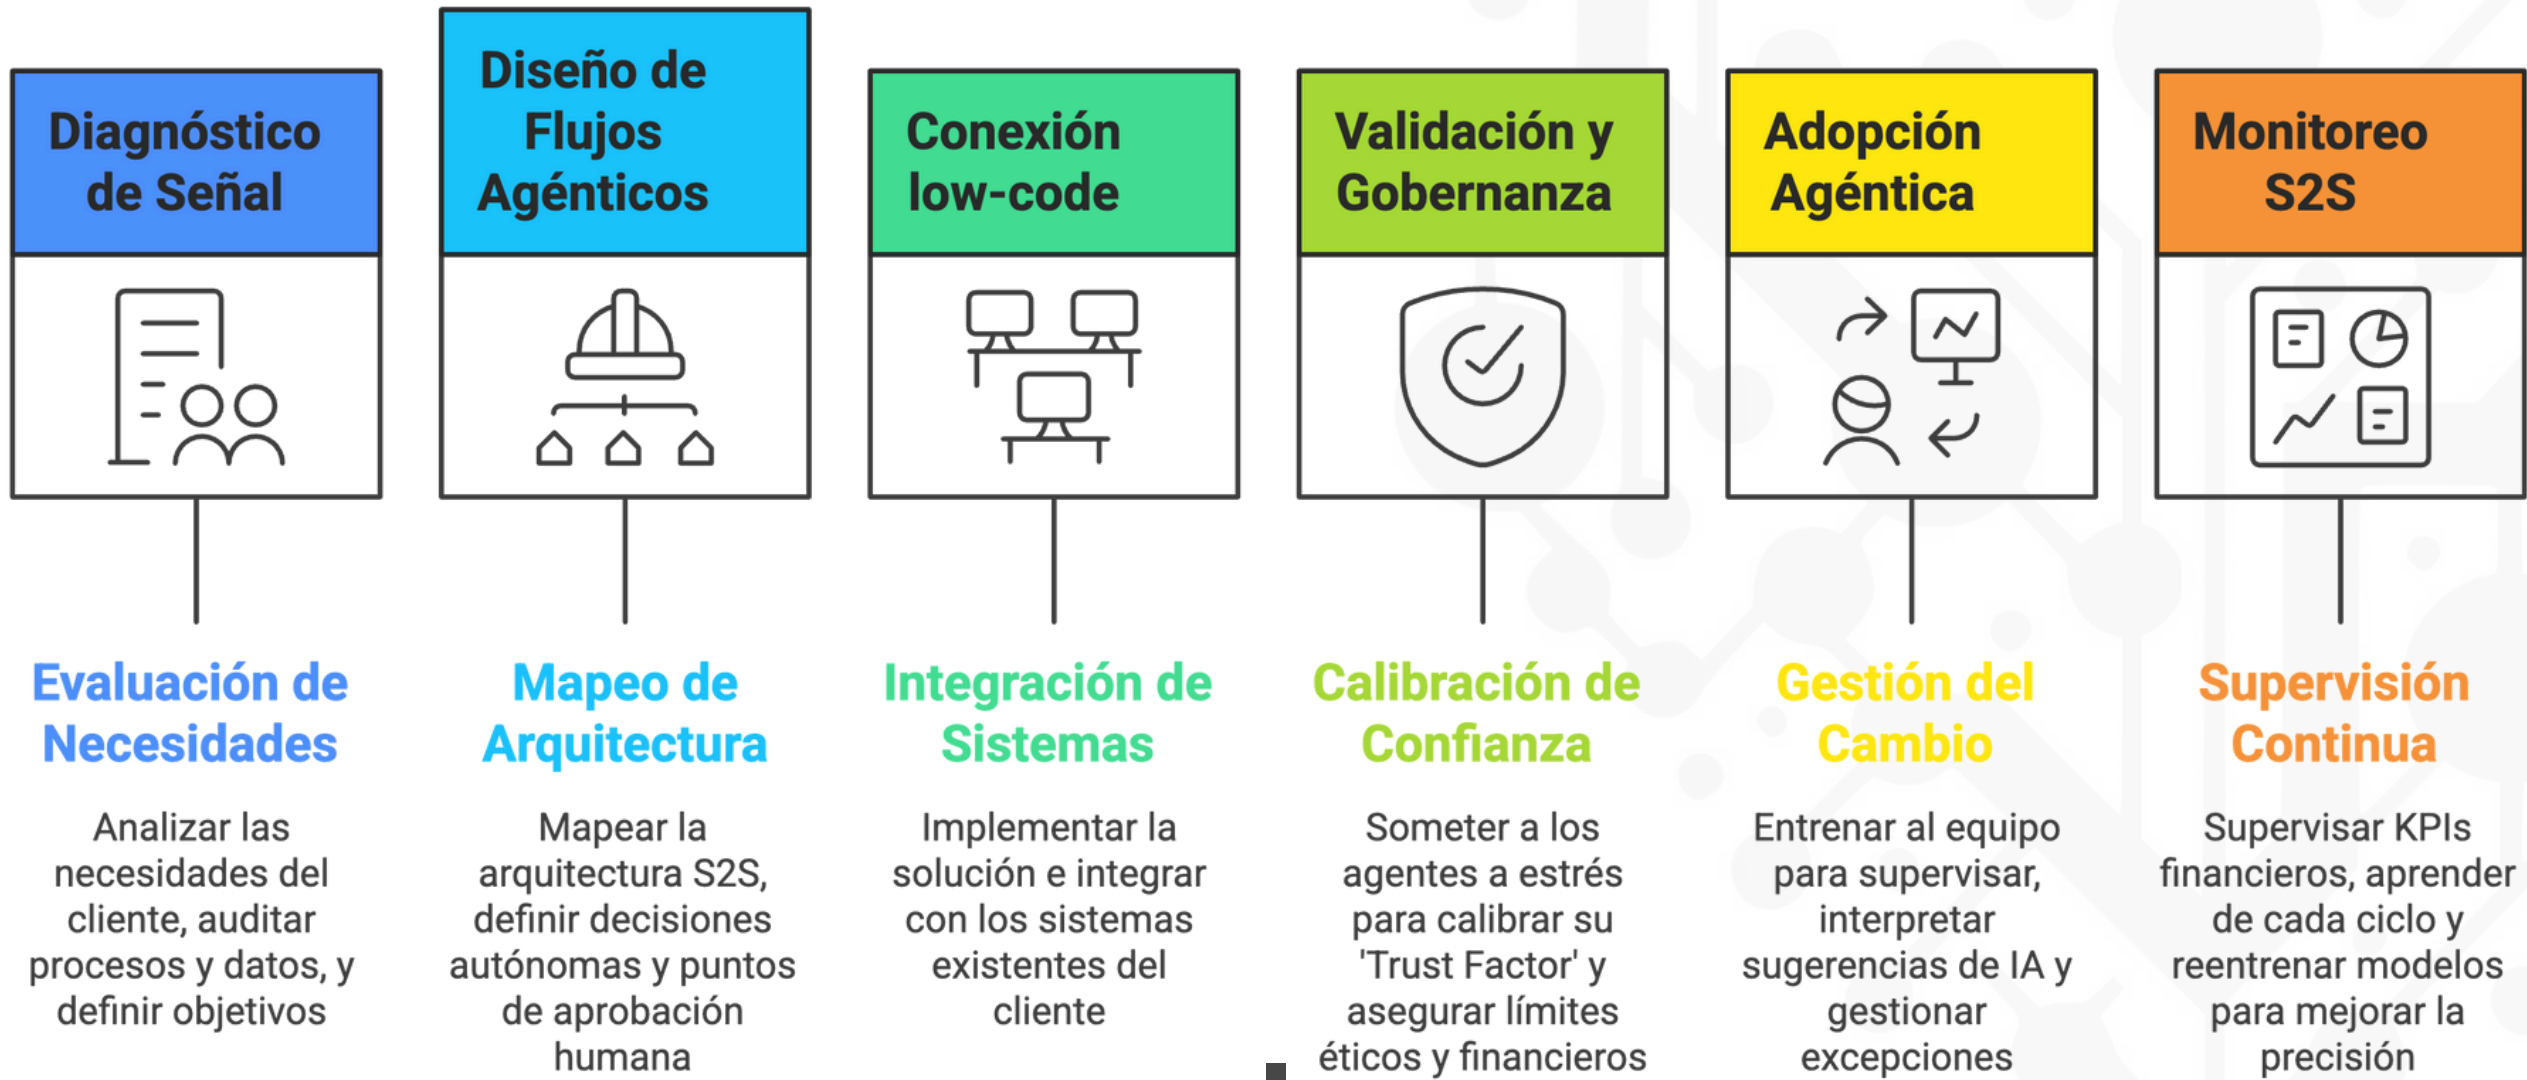 Diagnóstico
de Señal
Diseño de
Flujos
Agénticos
Conexión
low-code
Validación y
Gobernanza
Adopción
Agéntica
Monitoreo
S2S
Evaluación de
Necesidades
Analizar las
necesidades del
cliente, auditar
procesos y datos, y
definir objetivos
Mapeo de
Arquitectura
Mapear la
arquitectura S2S,
definir decisiones
autónomas y puntos
de aprobación
humana
Integración de
Sistemas
Implementar la
solución e integrar
con los sistemas
existentes del
cliente
Calibración de
Confianza
Someter a los
agentes a estrés
para calibrar su
'Trust Factor' y
asegurar límites
éticos y financieros
Gestión del
Cambio
Entrenar al equipo
para supervisar,
interpretar
sugerencias de IA y
gestionar
excepciones
Supervisión
Continua
Supervisar KPIs
financieros, aprender
de cada ciclo y
reentrenar modelos
para mejorar la
precisión